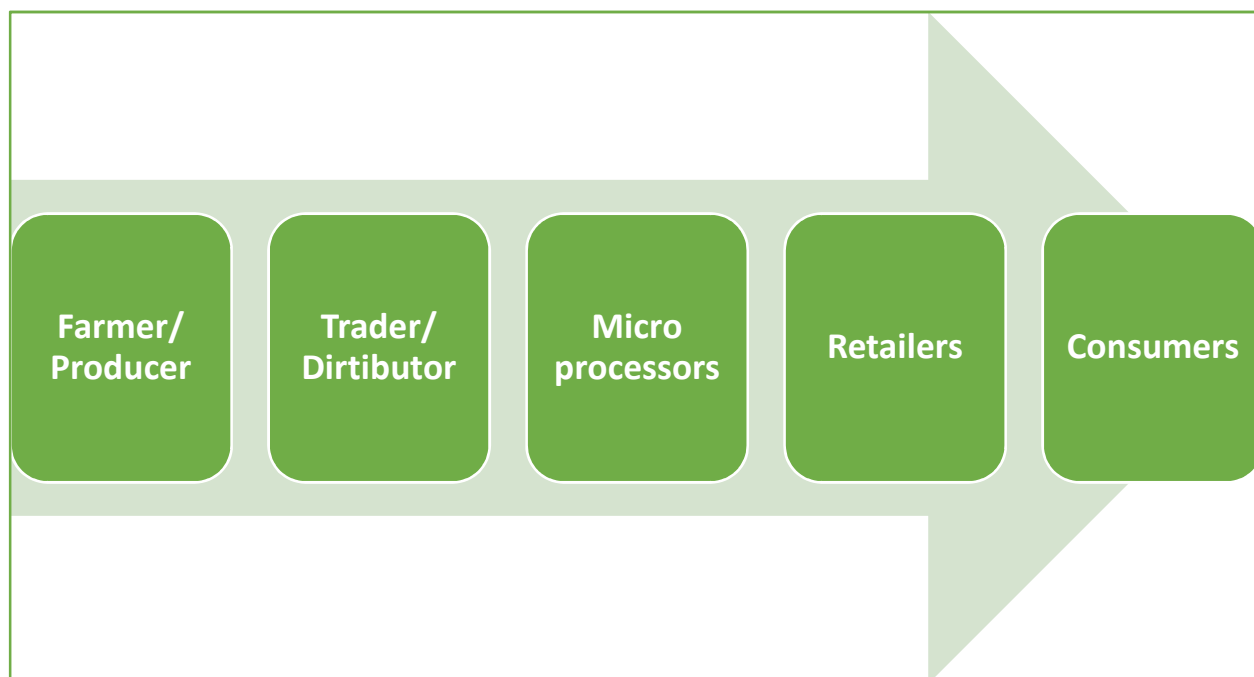 Farmer/
Producer
Trader/
Dirtibutor
Micro
processors
Retailers
Consumers